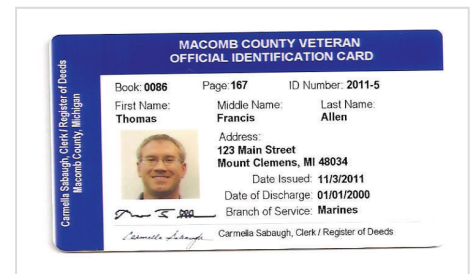 MACOMB COUNTY VETERAN
OFFICIAL IDENTIFICATION CARD
Carmella Sabaugh, Clerk / Register of Deeds
Macomb County, Michigan
Book: 0086 Page: 167 ID Number: 2011-5
First Name: Middle Name: Last Name:
Thomas Francis Allen
Address:
123 Main Street
Mount Clemens, MI 48034
Date Issued: 11/3/2011
Date of Discharge: 01/01/2000
Branch of Service: Marines
Carmella Sabaugh Carmella Sabaugh, Clerk / Register of Deeds